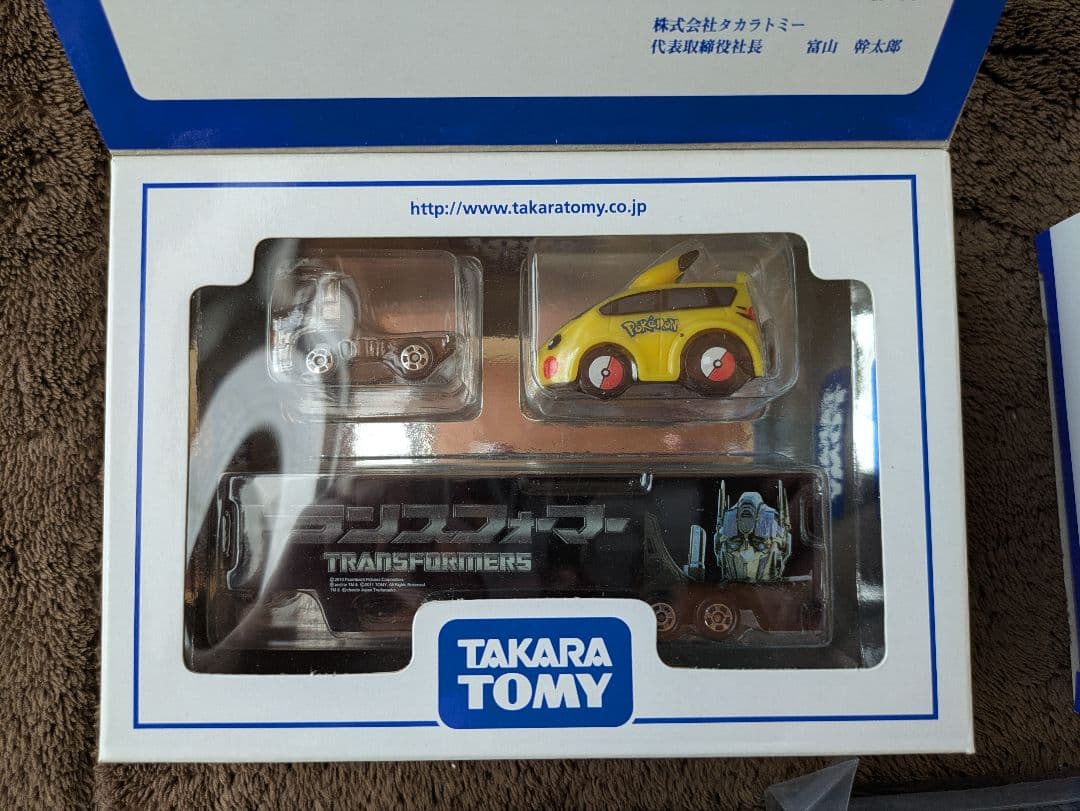 株式会社タカラトミー
代表取締役社長 富山 幹太郎
http://www.takaratomy.co.jp
POKéMON
トランスフォーマー
TRANSFORMERS
TAKARA
TOMY